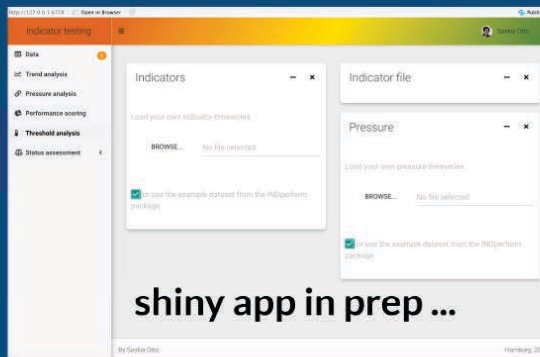 http://127.0.0.1:6724 Open in Browser Publi
Indicator testing Saskia Otto
Data
Trend analysis
Pressure analysis
Performance scoring
Threshold analysis
Status assessment
Indicators
Load your own indicator timeseries
BROWSE... No file selected
or use the example dataset from the INDperform
package
Indicator file
Pressure
Load your own pressure timeseries
BROWSE... No file selected
or use the example dataset from the INDperform
package
shiny app in prep ...
By Saskia Otto Hamburg, 20